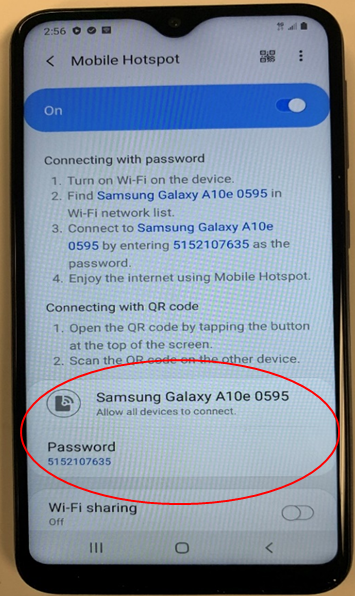 2:56
Mobile Hotspot
On
Connecting with password
1. Turn on Wi-Fi on the device.
2. Find Samsung Galaxy A10e 0595 in
Wi-Fi network list.
3. Connect to Samsung Galaxy A10e
0595 by entering 5152107635 as the
password.
4. Enjoy the internet using Mobile Hotspot.
Connecting with QR code
1. Open the QR code by tapping the button
at the top of the screen.
2. Scan the QR code on the other device.
Samsung Galaxy A10e 0595
Allow all devices to connect.
Password
5152107635
Wi-Fi sharing
Off